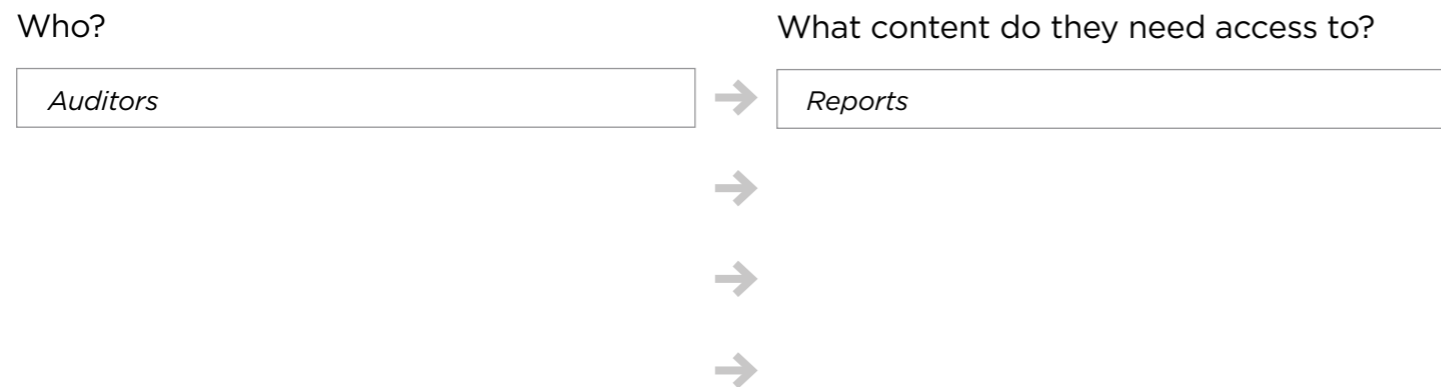 Who?
What content do they need access to?
Auditors
Reports